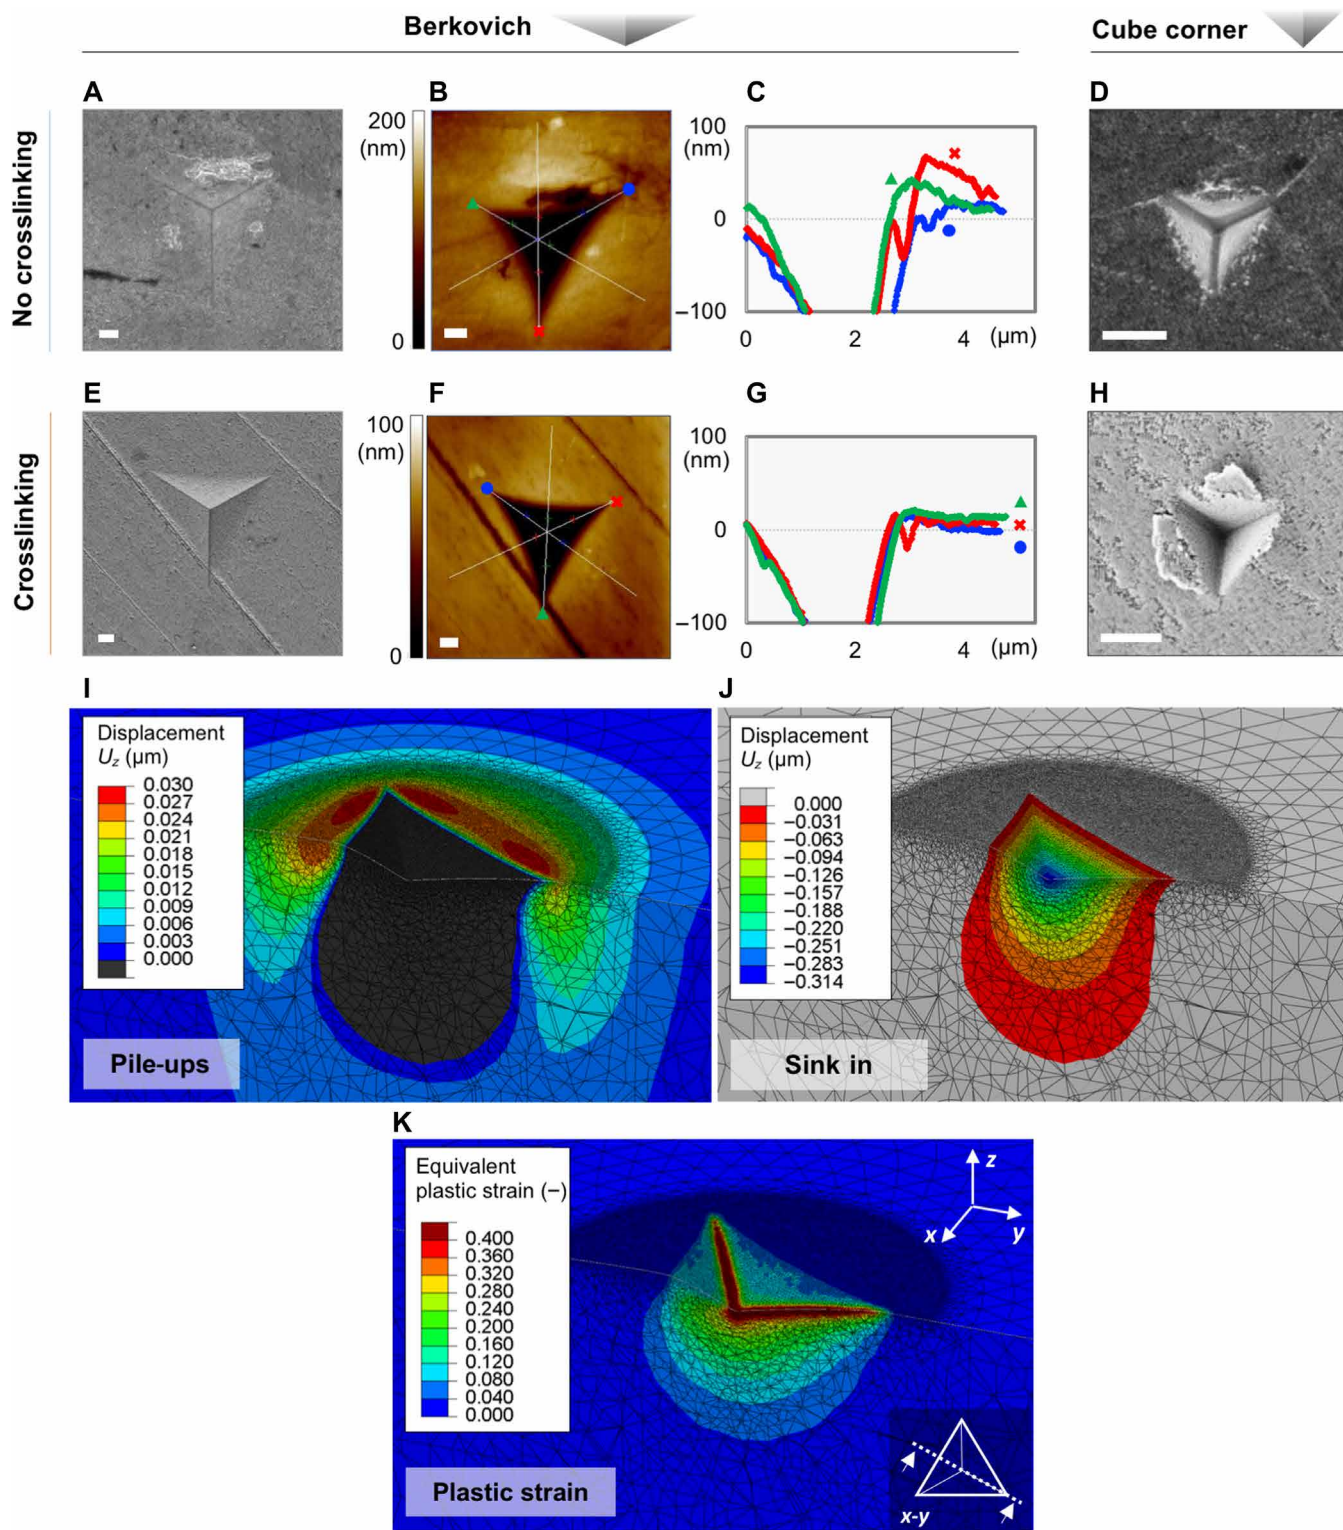 Berkovich
Cube corner
No crosslinking
A
B
C
D
200
(nm)
0
100
(nm)
0
−100
0
2
4
(μm)
Crosslinking
E
F
G
H
100
(nm)
0
100
(nm)
0
−100
0
2
4
(μm)
I
Displacement
Uz (μm)
0.030
0.027
0.024
0.021
0.018
0.015
0.012
0.009
0.006
0.003
0.000
Pile-ups
J
Displacement
Uz (μm)
0.000
−0.031
−0.063
−0.094
−0.126
−0.157
−0.188
−0.220
−0.251
−0.283
−0.314
Sink in
K
Equivalent
plastic strain (−)
0.400
0.360
0.320
0.280
0.240
0.200
0.160
0.120
0.080
0.040
0.000
Plastic strain
z
x
y
x-y